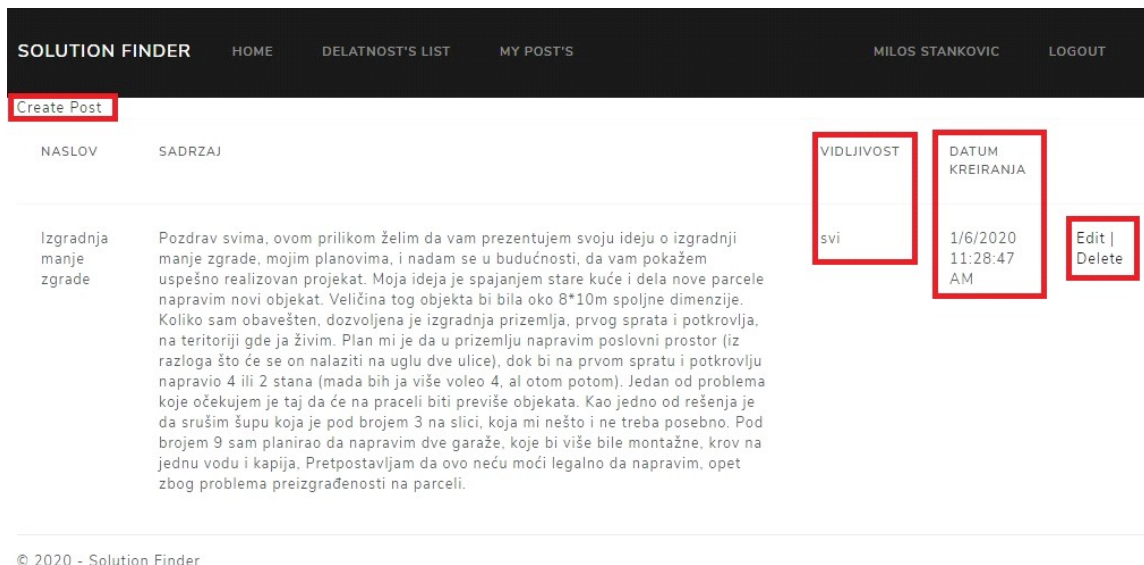 SOLUTION FINDER HOME DELATNOST'S LIST MY POST'S MILOS STANKOVIC LOGOUT
Create Post
NASLOV SADRZAJ VIDLJIVOST DATUM KREIRANJA
Izgradnja manje zgrade
Pozdrav svima, ovom prilikom želim da vam prezentujem svoju ideju o izgradnji
manje zgrade, mojim planovima, i nadam se u budućnosti, da vam pokažem
uspešno realizovan projekat. Moja ideja je spajanjem stare kuće i dela nove parcele
napravim novi objekat. Veličina tog objekta bi bila oko 8*10m spoljne dimenzije.
Koliko sam obavešten, dozvoljena je izgradnja prizemlja, prvog sprata i potkrovlja,
na teritoriji gde ja živim. Plan mi je da u prizemlju napravim poslovni prostor (iz
razloga što će se on nalaziti na uglu dve ulice), dok bi na prvom spratu i potkrovlju
napravio 4 ili 2 stana (mada bih ja više voleo 4, al otom potom). Jedan od problema
koje očekujem je taj da će na praceli biti previše objekata. Kao jedno od rešenja je
da srušim šupu koja je pod brojem 3 na slici, koja mi nešto i ne treba posebno. Pod
brojem 9 sam planirao da napravim dve garaže, koje bi više bile montažne, krov na
jednu vodu i kapija, Pretpostavljam da ovo neću moći legalno da napravim, opet
zbog problema preizgrađenosti na parceli.
svi
1/6/2020
11:28:47
AM
Edit |
Delete
© 2020 - Solution Finder